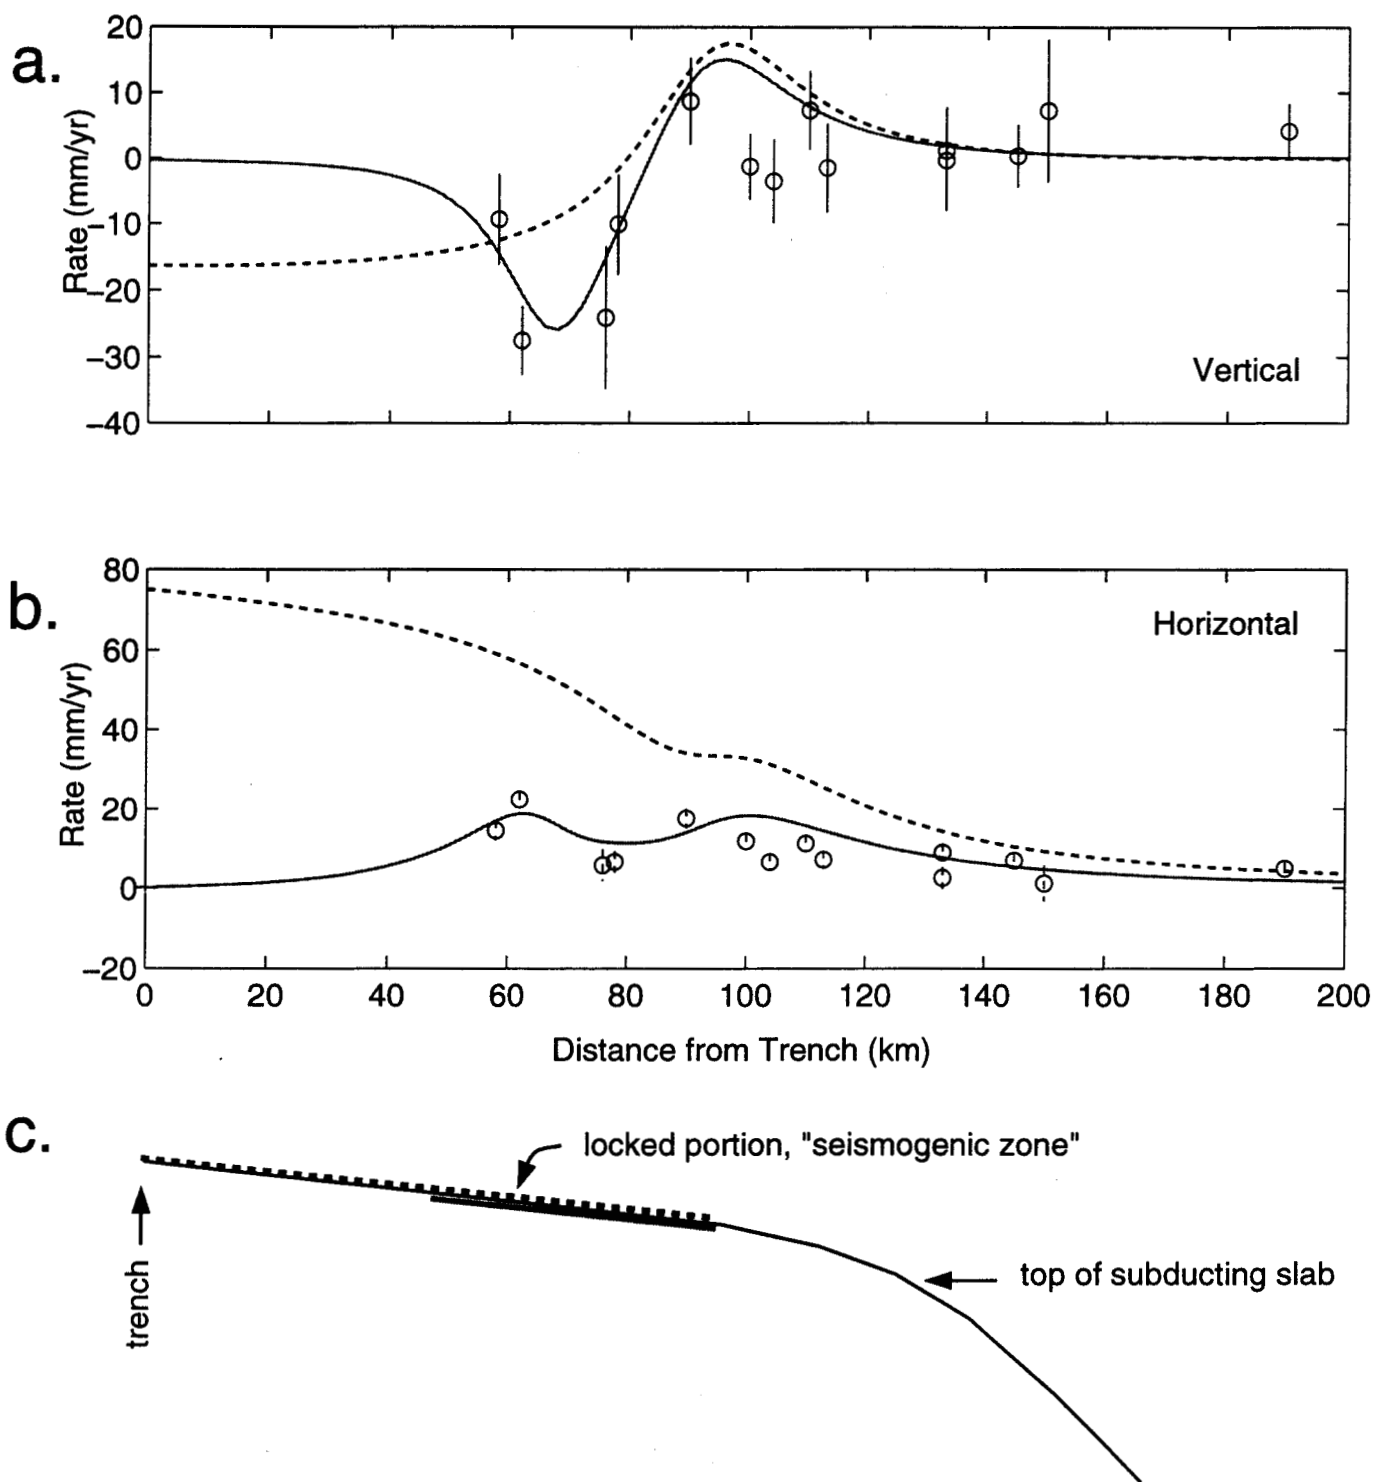 a.
20
10
0
−10
−20
−30
−40
Rate (mm/yr)
Vertical
b.
80
60
40
20
0
−20
Rate (mm/yr)
Horizontal
0 20 40 60 80 100 120 140 160 180 200
Distance from Trench (km)
c.
locked portion, "seismogenic zone"
trench
top of subducting slab